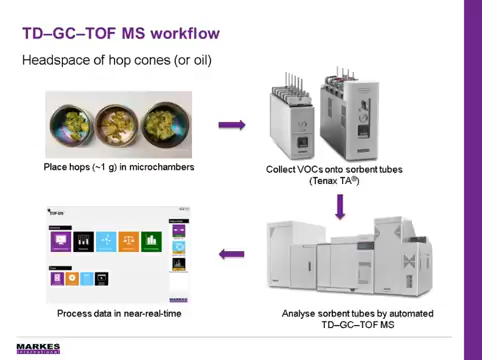 TD–GC–TOF MS workflow
Headspace of hop cones (or oil)
Place hops (~1 g) in microchambers
Collect VOCs onto sorbent tubes
(Tenax TA®)
TOF-DS
Process data in near-real-time
Analyse sorbent tubes by automated
TD–GC–TOF MS
MARKES
international